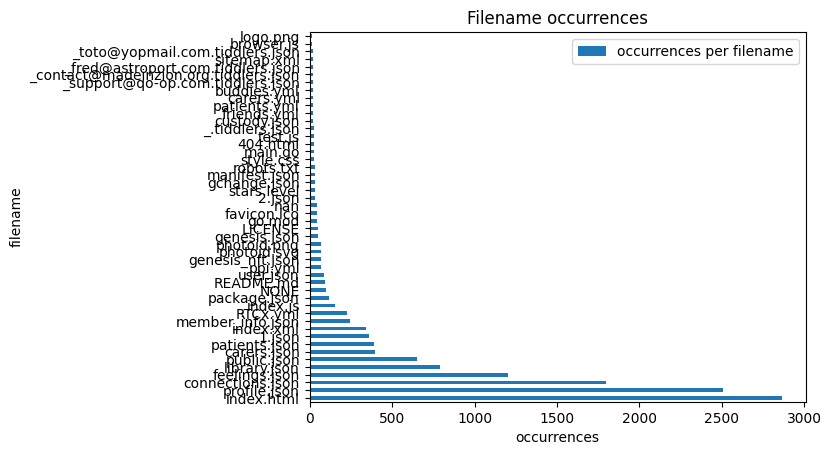 Filename occurrences
occurrences per filename
filename
logo.png
browser.js
_toto@yopmail.com.tiddlers.json
sitemap.xml
_fred@astroport.com.tiddlers.json
_contact@madeinzion.org.tiddlers.json
_support@qo-op.com.tiddlers.json
buddies.yml
carers.yml
patients.yml
friends.yml
custody.json
_.tiddlers.json
test.js
404.html
main.go
style.css
robots.txt
manifest.json
gchange.json
stars.level
2.json
nan
favicon.ico
go.mod
LICENSE
genesis.json
photoid.png
photoid.svg
genesis_nft.json
ppi.yml
user.json
README.md
NONE
package.json
index.js
RTCX.yml
member_info.json
index.xml
1.json
patients.json
carers.json
public.json
library.json
feelings.json
connections.json
profile.json
index.html
0 500 1000 1500 2000 2500 3000
occurrences